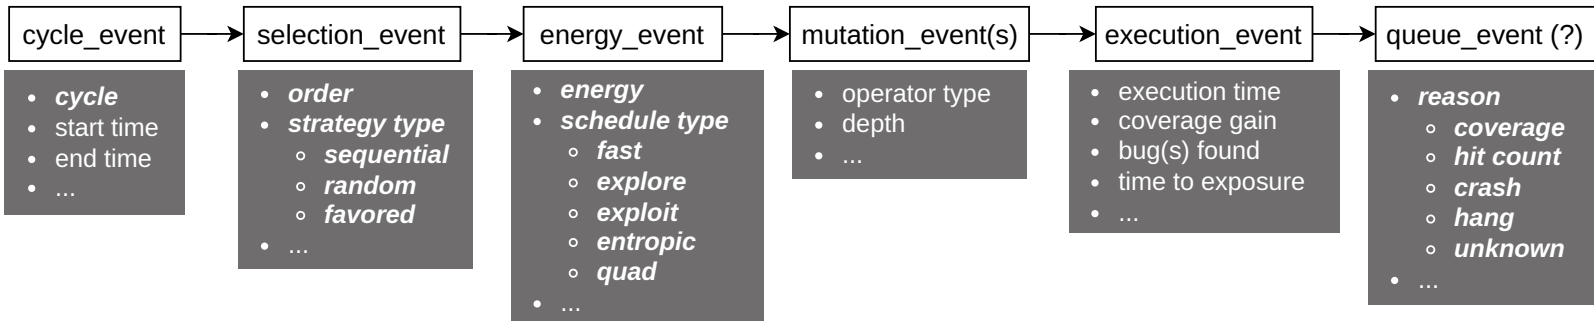 cycle_event
• cycle
• start time
• end time
• ...
selection_event
• order
• strategy type
◦ sequential
◦ random
◦ favored
• ...
energy_event
• energy
• schedule type
◦ fast
◦ explore
◦ exploit
◦ entropic
◦ quad
• ...
mutation_event(s)
• operator type
• depth
• ...
execution_event
• execution time
• coverage gain
• bug(s) found
• time to exposure
• ...
queue_event (?)
• reason
◦ coverage
◦ hit count
◦ crash
◦ hang
◦ unknown
• ...